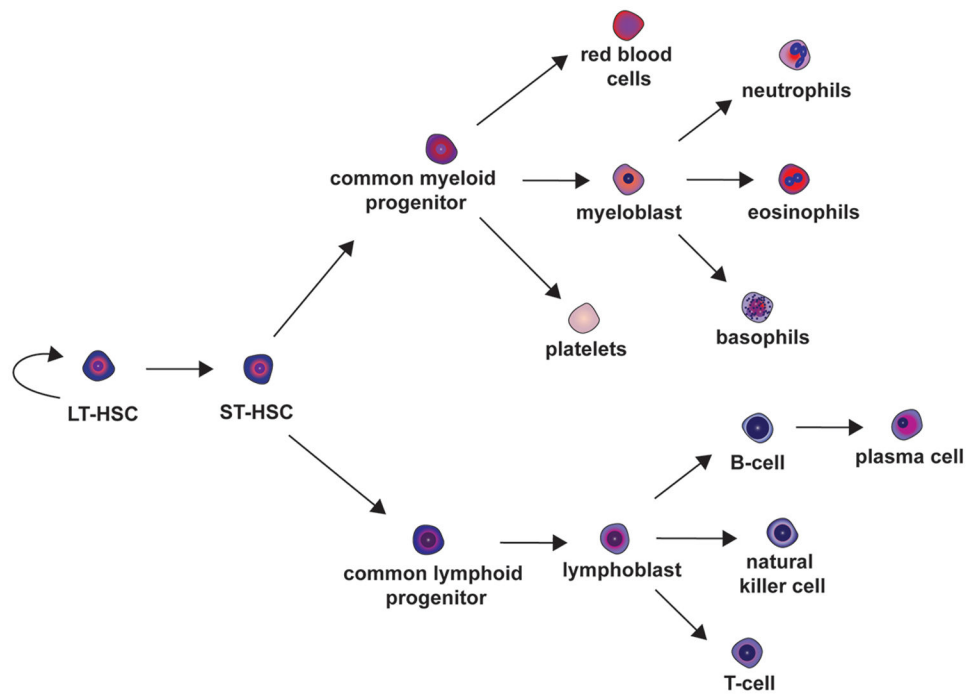 red blood
cells
neutrophils
common myeloid
progenitor
myeloblast
eosinophils
platelets
basophils
LT-HSC
ST-HSC
B-cell
plasma cell
common lymphoid
progenitor
lymphoblast
natural
killer cell
T-cell